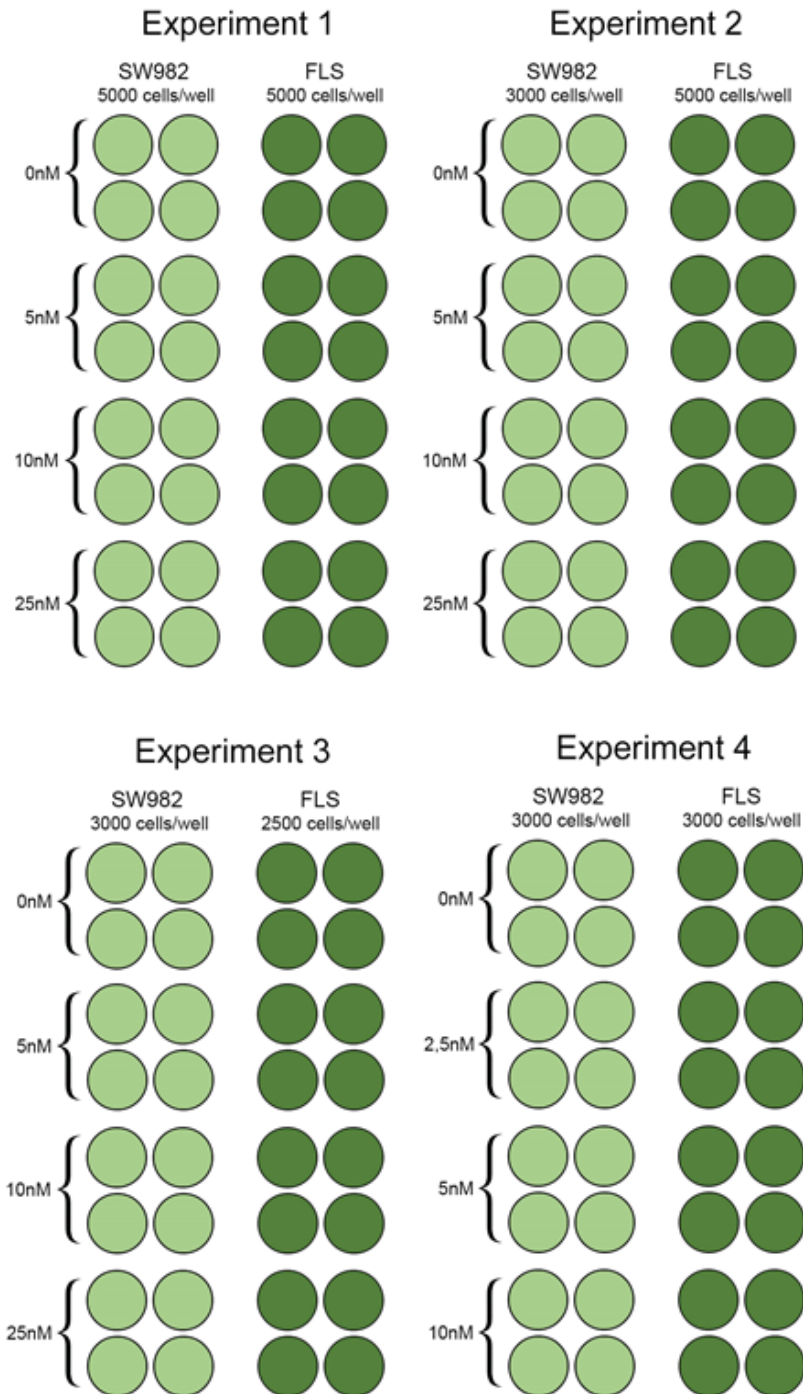 Experiment 1
SW982
5000 cells/well
FLS
5000 cells/well
0nM
5nM
10nM
25nM
Experiment 2
SW982
3000 cells/well
FLS
5000 cells/well
0nM
5nM
10nM
25nM
Experiment 3
SW982
3000 cells/well
FLS
2500 cells/well
0nM
5nM
10nM
25nM
Experiment 4
SW982
3000 cells/well
FLS
3000 cells/well
0nM
2,5nM
5nM
10nM